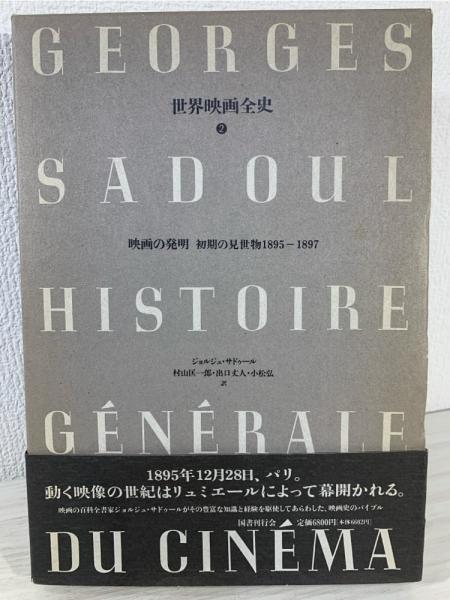 GEORGES
世界映画全史
2
SADOUL
映画の発明 初期の見世物1895－1897
HISTOIRE
ジョルジュ・サドゥール
村山匡一郎・出口丈人・小松弘
訳
GÉNÉRALE
1895年12月28日、パリ。
動く映像の世紀はリュミエールによって幕開かれる。
映画の百科全書家ジョルジュ・サドゥールがその豊富な知識と経験を駆使してあらわした、映画史のバイブル
国書刊行会 定価6800円［本体6602円］
DU CINÉMA